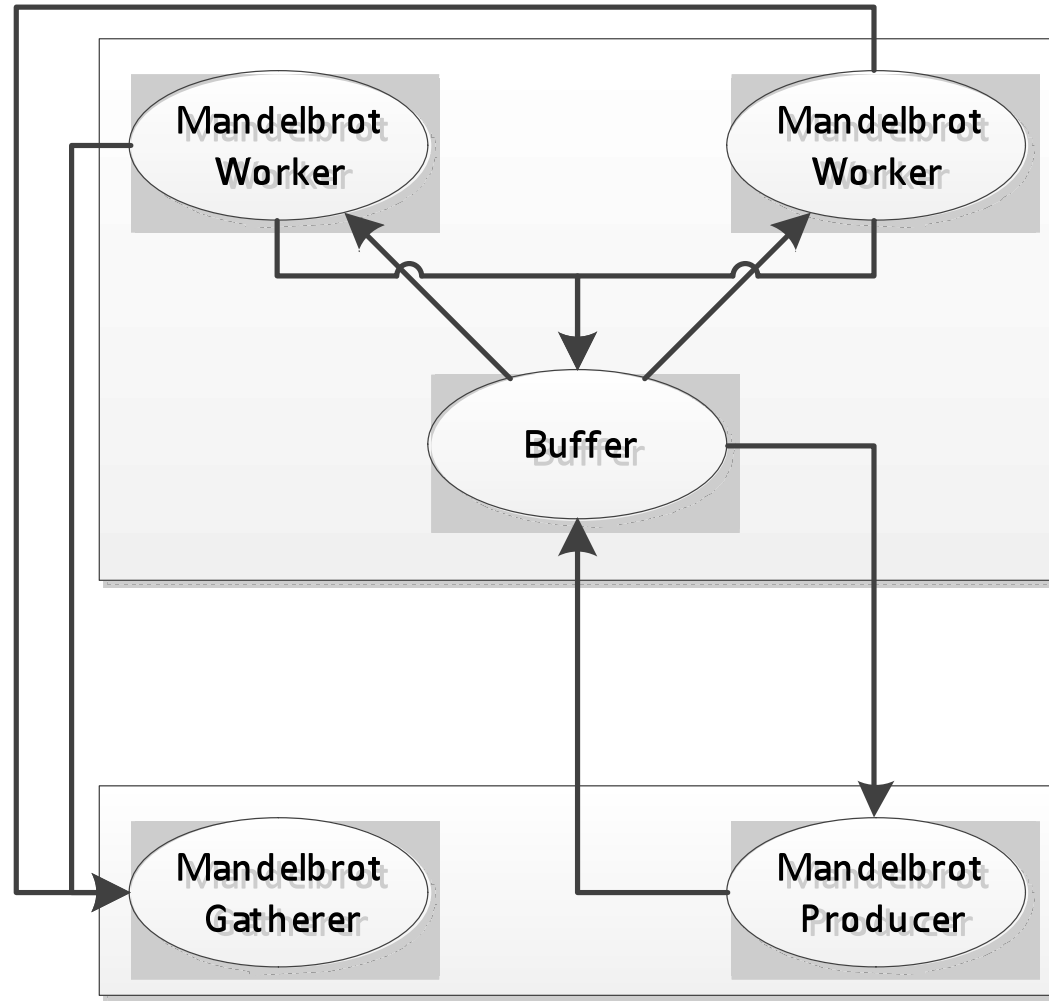 Mandelbrot
Worker
Mandelbrot
Worker
Buffer
Mandelbrot
Gatherer
Mandelbrot
Producer